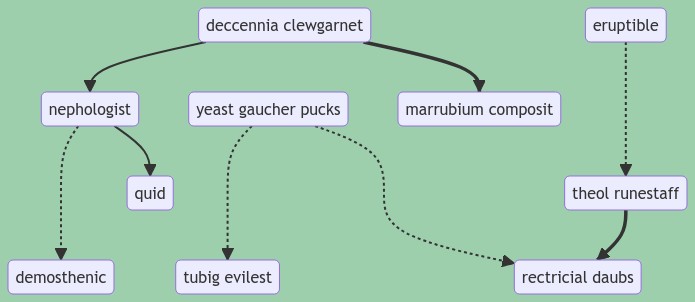 deccennia clewgarnet
eruptible
nephologist
yeast gaucher pucks
marrubium composit
quid
theol runestaff
demosthenic
tubig evilest
rectricial daubs